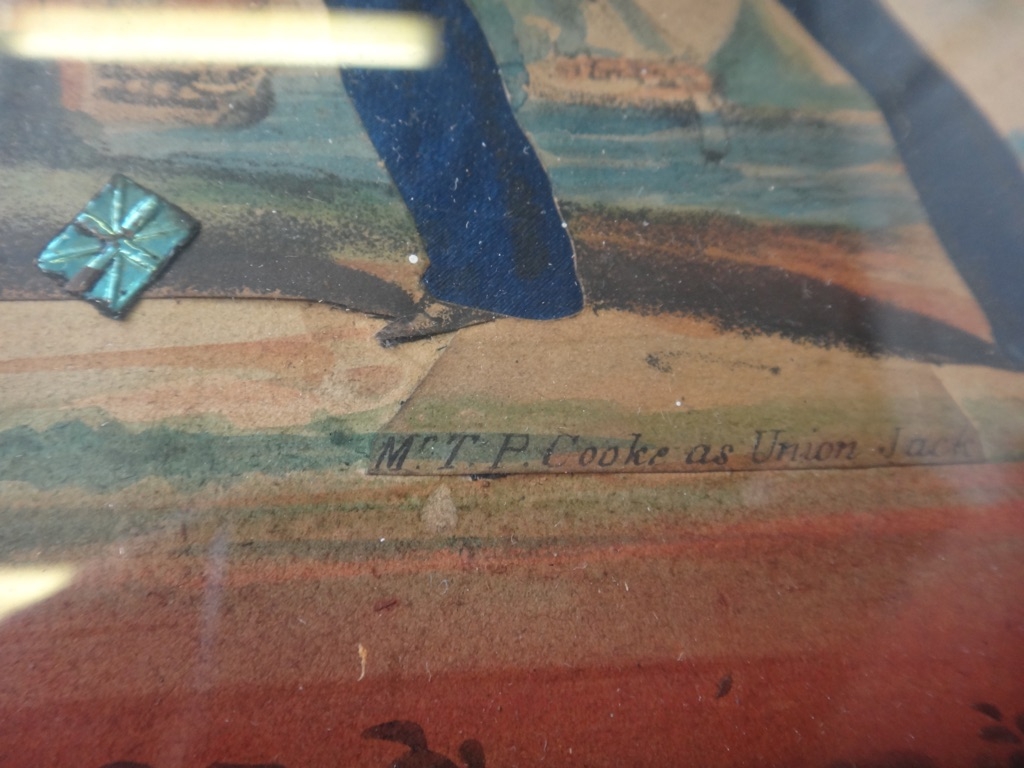 Mr. T. P. Cooke as Union Jack